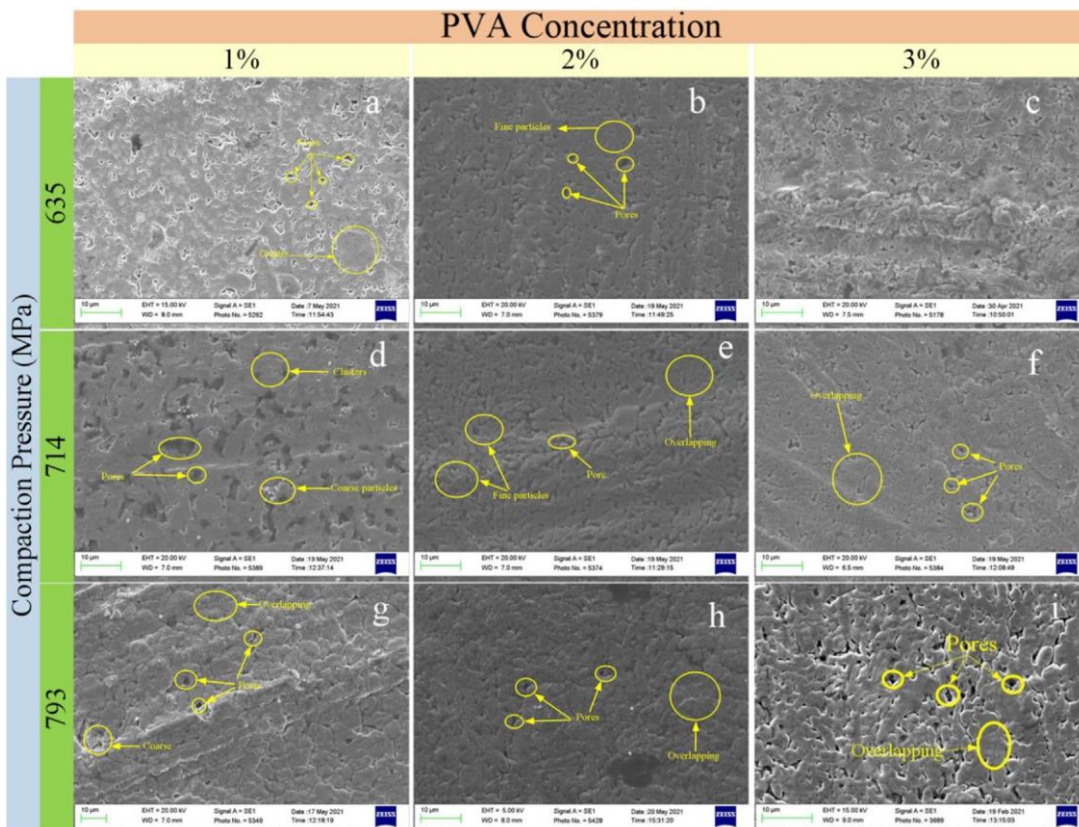 PVA Concentration
1%
2%
3%
Compaction Pressure (MPa)
635
714
793
a
Pores
Cluster
10 µm
EHT = 15.00 kV
Signal A = SE1
Date :7 May 2021
WD = 8.0 mm
Photo No. = 5262
Time :11:54:43
ZEISS
b
Fine particles
Pores
10 µm
EHT = 20.00 kV
Signal A = SE1
Date :19 May 2021
WD = 7.0 mm
Photo No. = 5379
Time :11:49:25
ZEISS
c
10 µm
EHT = 20.00 kV
Signal A = SE1
Date :30 Apr 2021
WD = 7.5 mm
Photo No. = 5178
Time :10:50:01
ZEISS
d
Clusters
Pores
Coarse particles
10 µm
EHT = 20.00 kV
Signal A = SE1
Date :19 May 2021
WD = 7.0 mm
Photo No. = 5389
Time :12:37:14
ZEISS
e
Overlapping
Pore
Fine particles
10 µm
EHT = 20.00 kV
Signal A = SE1
Date :19 May 2021
WD = 7.0 mm
Photo No. = 5374
Time :11:29:15
ZEISS
f
Overlapping
Pores
10 µm
EHT = 20.00 kV
Signal A = SE1
Date :19 May 2021
WD = 6.5 mm
Photo No. = 5384
Time :12:08:49
ZEISS
g
Overlapping
Pores
Coarse
10 µm
EHT = 20.00 kV
Signal A = SE1
Date :17 May 2021
WD = 7.0 mm
Photo No. = 5349
Time :12:18:19
ZEISS
h
Pores
Overlapping
10 µm
EHT = 5.00 kV
Signal A = SE1
Date :20 May 2021
WD = 8.0 mm
Photo No. = 5428
Time :15:31:20
ZEISS
i
Pores
Overlapping
10 µm
EHT = 15.00 kV
Signal A = SE1
Date :19 Feb 2021
WD = 9.0 mm
Photo No. = 3889
Time :13:15:03
ZEISS